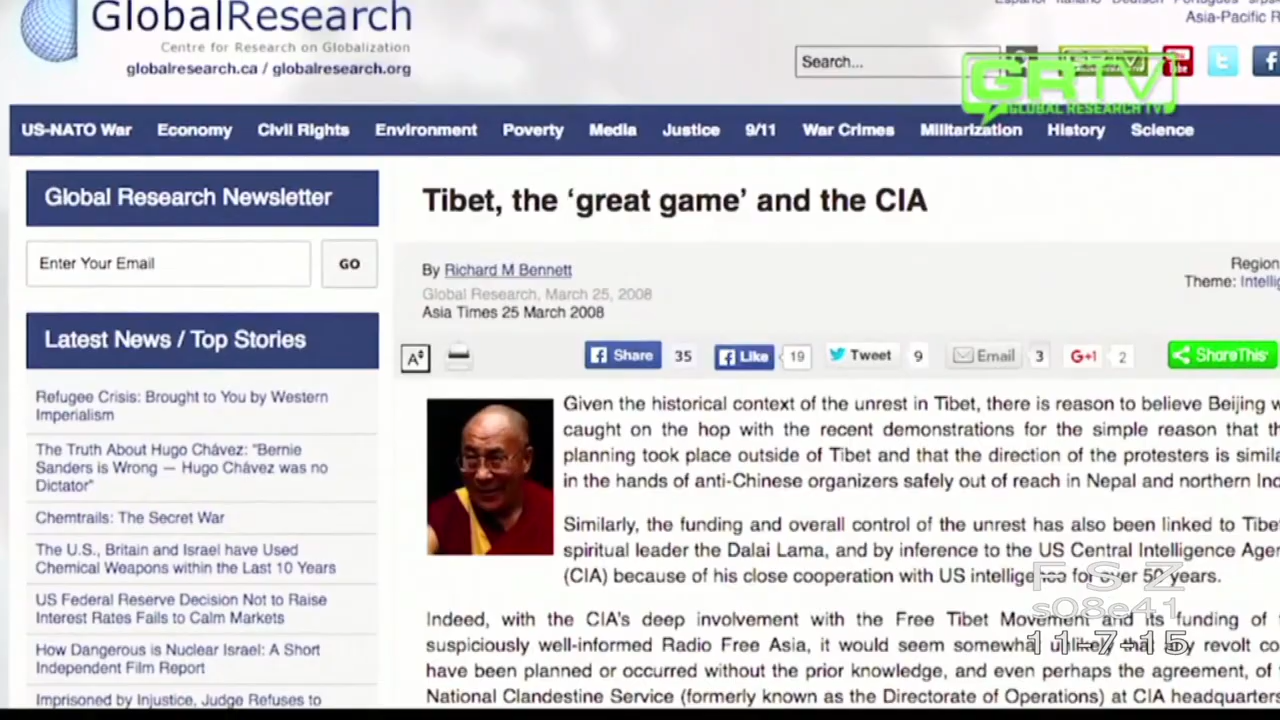 GlobalResearch
Centre for Research on Globalization
globalresearch.ca / globalresearch.org
Asia-Pacific R
Search...
GRTV
GLOBAL RESEARCH TV
You
Tube
US-NATO War Economy Civil Rights Environment Poverty Media Justice 9/11 War Crimes Militarization History Science
Global Research Newsletter
Enter Your Email
GO
Latest News / Top Stories
Refugee Crisis: Brought to You by Western
Imperialism
The Truth About Hugo Chávez: "Bernie
Sanders is Wrong — Hugo Chávez was no
Dictator"
Chemtrails: The Secret War
The U.S., Britain and Israel have Used
Chemical Weapons within the Last 10 Years
US Federal Reserve Decision Not to Raise
Interest Rates Fails to Calm Markets
How Dangerous is Nuclear Israel: A Short
Independent Film Report
Imprisoned by Injustice, Judge Refuses to
Tibet, the ‘great game’ and the CIA
By Richard M Bennett
Global Research, March 25, 2008
Asia Times 25 March 2008
Region
Theme: Intellig
Share 35 Like 19 Tweet 9 Email 3 G+1 2 ShareThis
Given the historical context of the unrest in Tibet, there is reason to believe Beijing w
caught on the hop with the recent demonstrations for the simple reason that th
planning took place outside of Tibet and that the direction of the protesters is simila
in the hands of anti-Chinese organizers safely out of reach in Nepal and northern Ind
Similarly, the funding and overall control of the unrest has also been linked to Tibe
spiritual leader the Dalai Lama, and by inference to the US Central Intelligence Agen
(CIA) because of his close cooperation with US intelligence for over 50 years.
Indeed, with the CIA's deep involvement with the Free Tibet Movement and its funding of
suspiciously well-informed Radio Free Asia, it would seem somewhat unlikely that any revolt co
have been planned or occurred without the prior knowledge, and even perhaps the agreement, of
National Clandestine Service (formerly known as the Directorate of Operations) at CIA headquarters
FSZ
s08e41
11-7-15